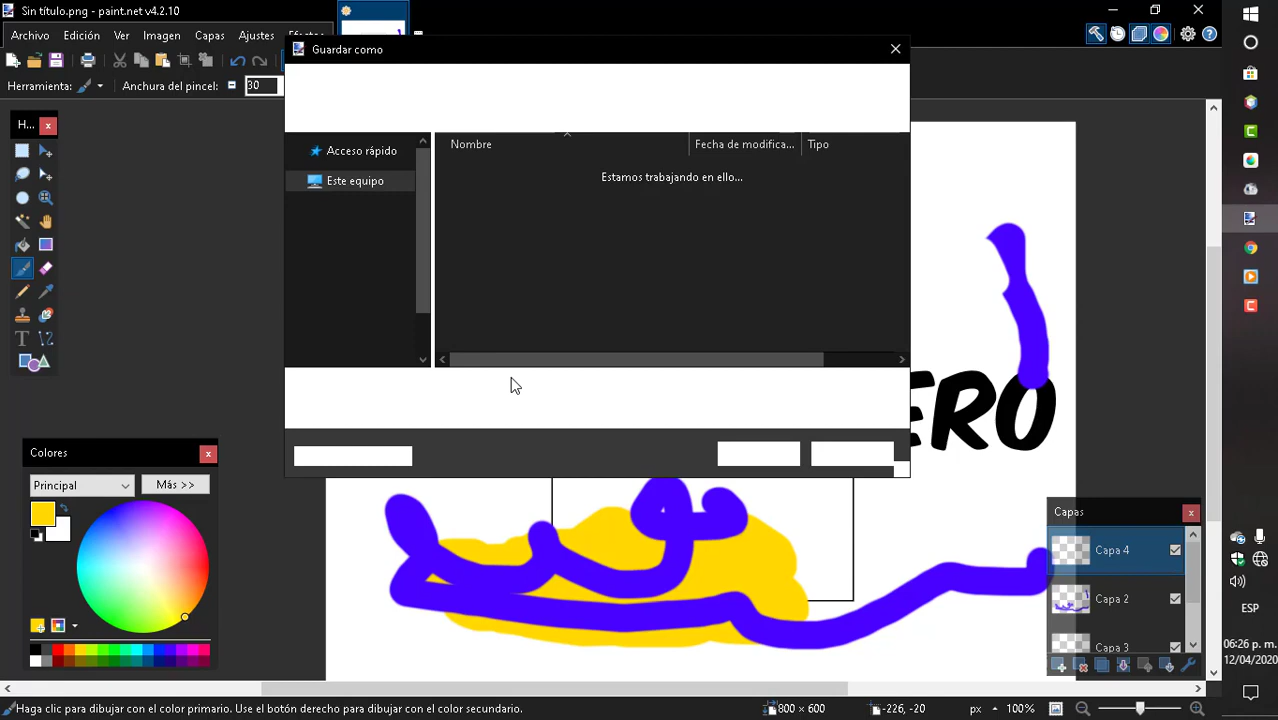 Sin título.png - paint.net v4.2.10
Archivo Edición Ver Imagen Capas Ajustes
Herramienta: Anchura del pincel: 30
Guardar como
Acceso rápido
Este equipo
Nombre Fecha de modifica... Tipo
Estamos trabajando en ello...
H...
ERO
Colores
Principal
Más >>
Capas
Capa 4
Capa 2
Capa 3
ESP
06:26 p. m.
12/04/2020
Haga clic para dibujar con el color primario. Use el botón derecho para dibujar con el color secundario.
800 × 600
-226, -20
px
100%